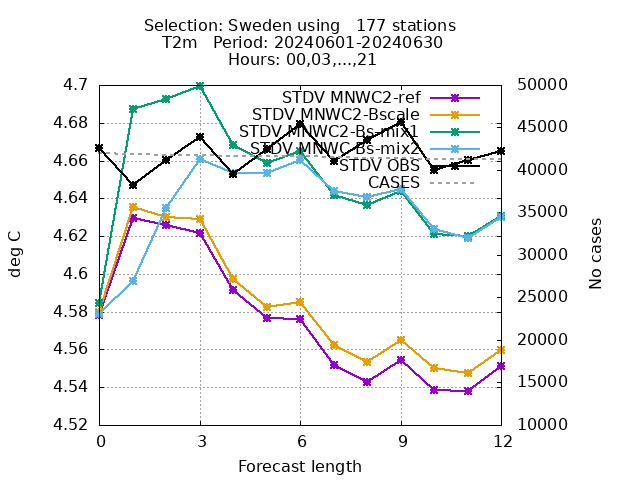 Selection: Sweden using   177 stations
T2m   Period: 20240601-20240630
Hours: 00,03,...,21
4.7
4.68
4.66
4.64
4.62
4.6
4.58
4.56
4.54
4.52
deg C
STDV MNWC2-ref
STDV MNWC2-Bscale
STDV MNWC2-Bs-mix1
STDV MNWC2-Bs-mix2
STDV OBS
CASES
50000
45000
40000
35000
30000
25000
20000
15000
10000
No cases
0 3 6 9 12
Forecast length